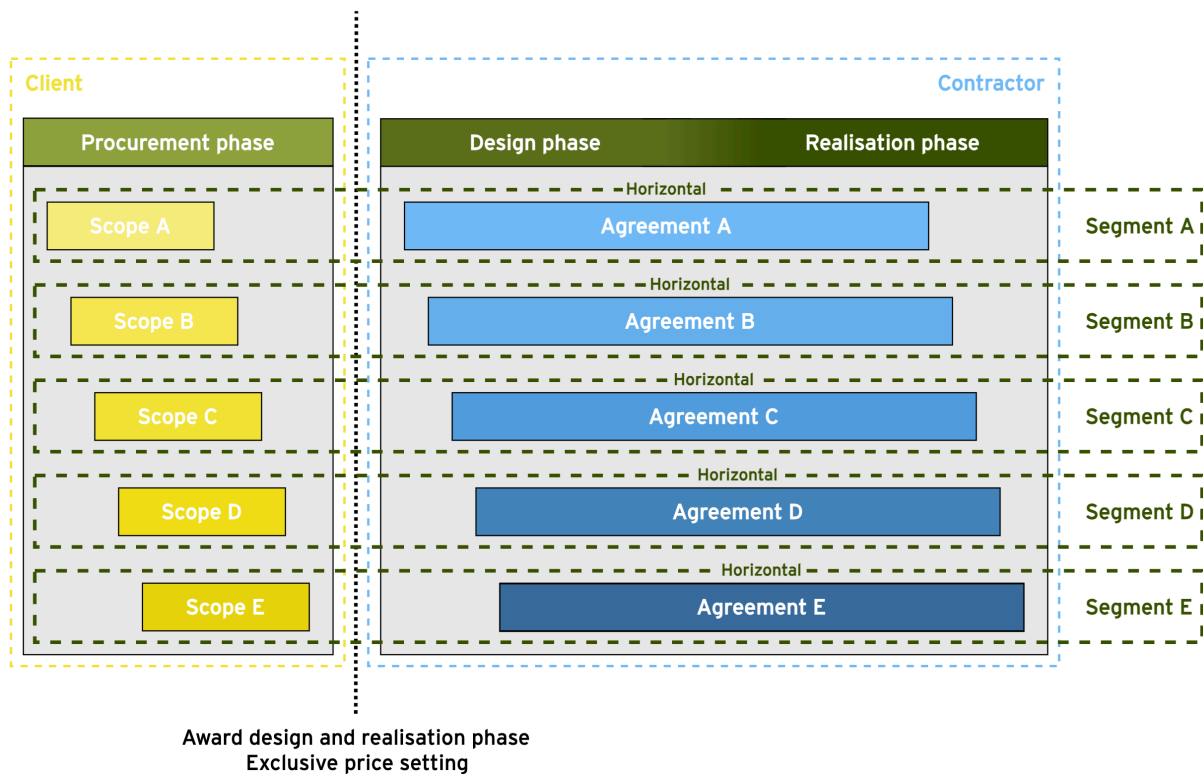 Client
Contractor
Procurement phase
Design phase
Realisation phase
Horizontal
Scope A
Agreement A
Segment A
Horizontal
Scope B
Agreement B
Segment B
Horizontal
Scope C
Agreement C
Segment C
Horizontal
Scope D
Agreement D
Segment D
Horizontal
Scope E
Agreement E
Segment E
Award design and realisation phase
Exclusive price setting